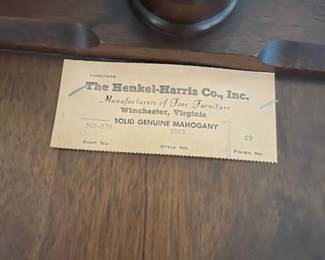 FURNITURE
The Henkel-Harris Co., Inc.
Manufacturers of Fine Furniture
Winchester, Virginia
SOLID GENUINE MAHOGANY
29
SHOP NO. STYLE NO. FINISH NO.